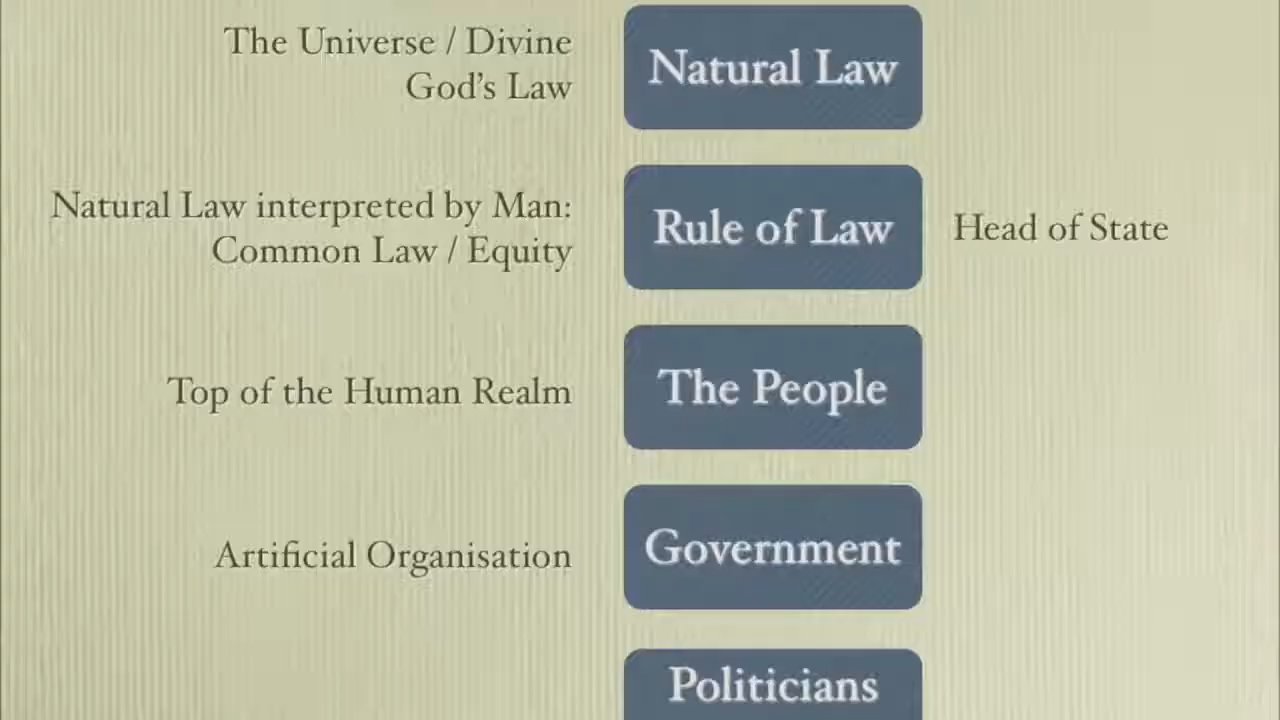 The Universe / Divine
God's Law
Natural Law
Natural Law interpreted by Man:
Common Law / Equity
Rule of Law
Head of State
Top of the Human Realm
The People
Artificial Organisation
Government
Politicians